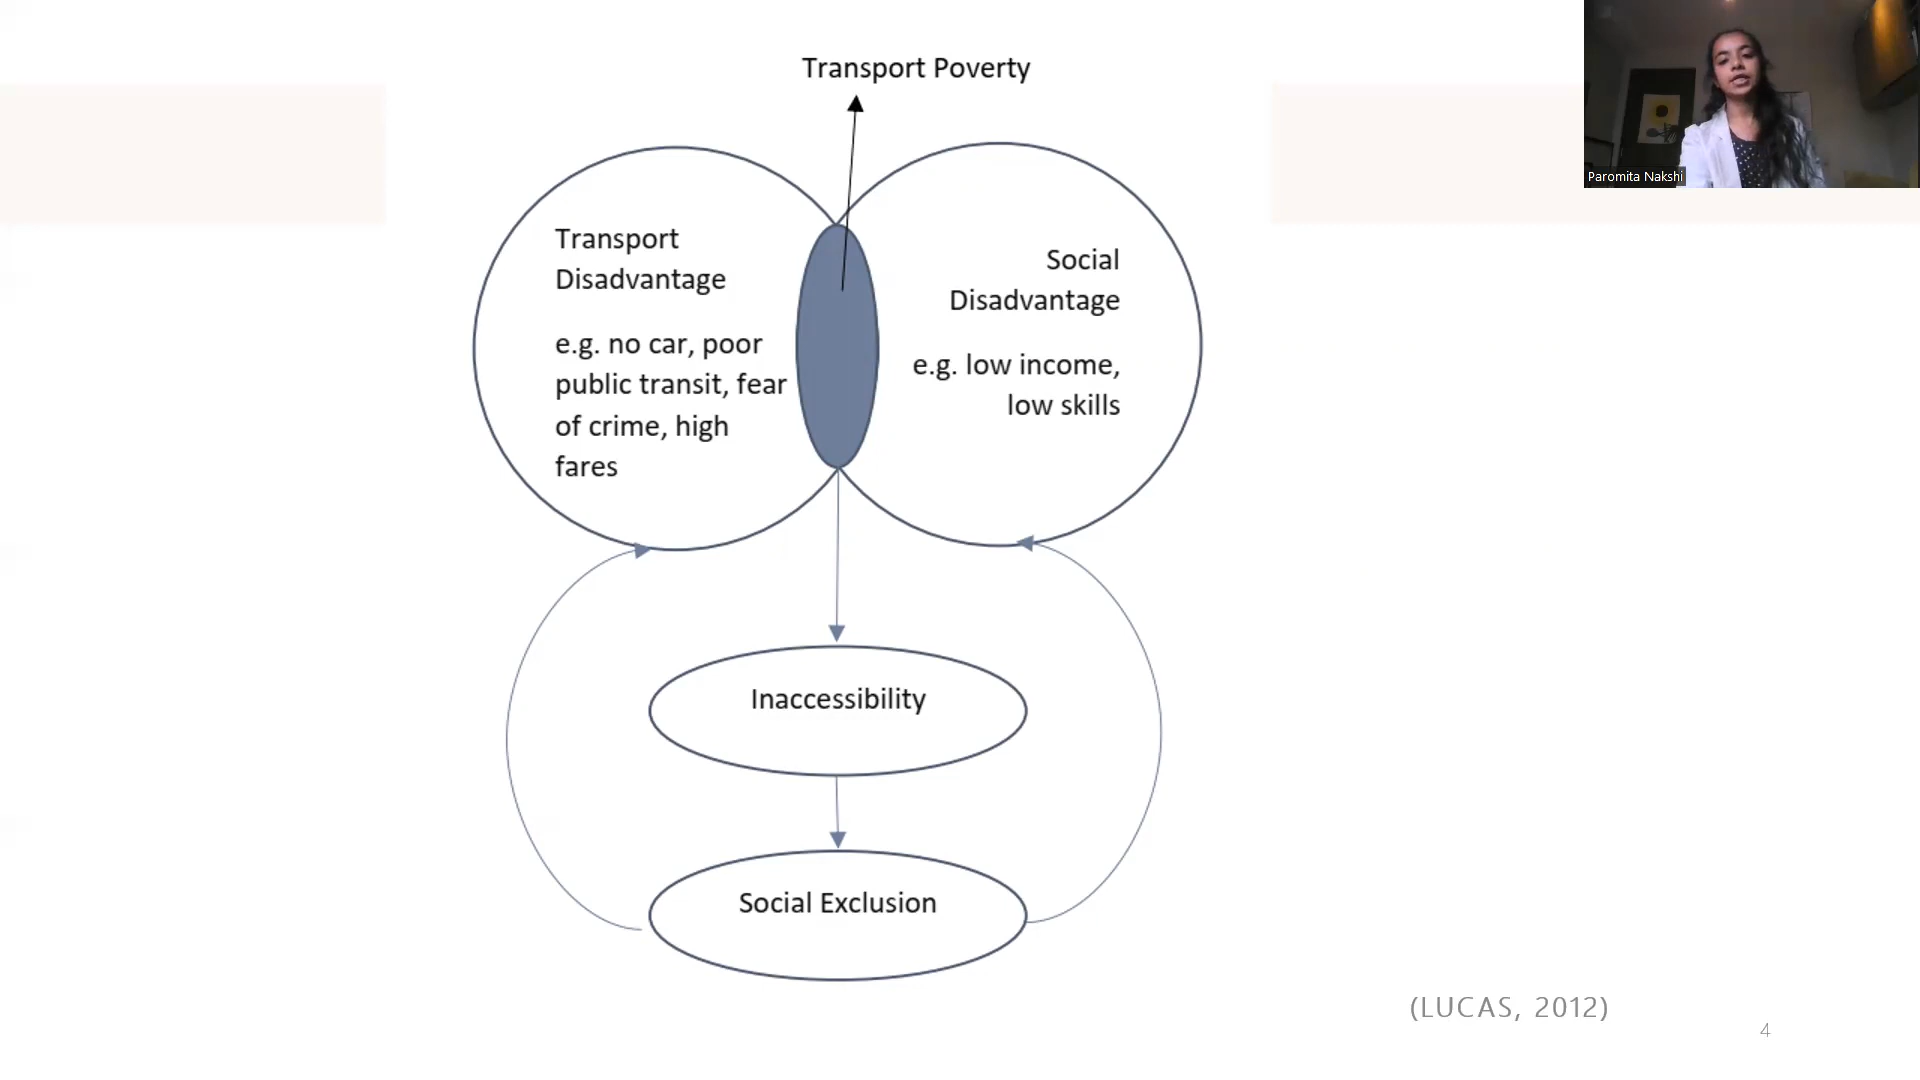 Transport Poverty
Transport
Disadvantage
e.g. no car, poor
public transit, fear
of crime, high
fares
Social
Disadvantage
e.g. low income,
low skills
Inaccessibility
Social Exclusion
(LUCAS, 2012)
4
Paromita Nakshi